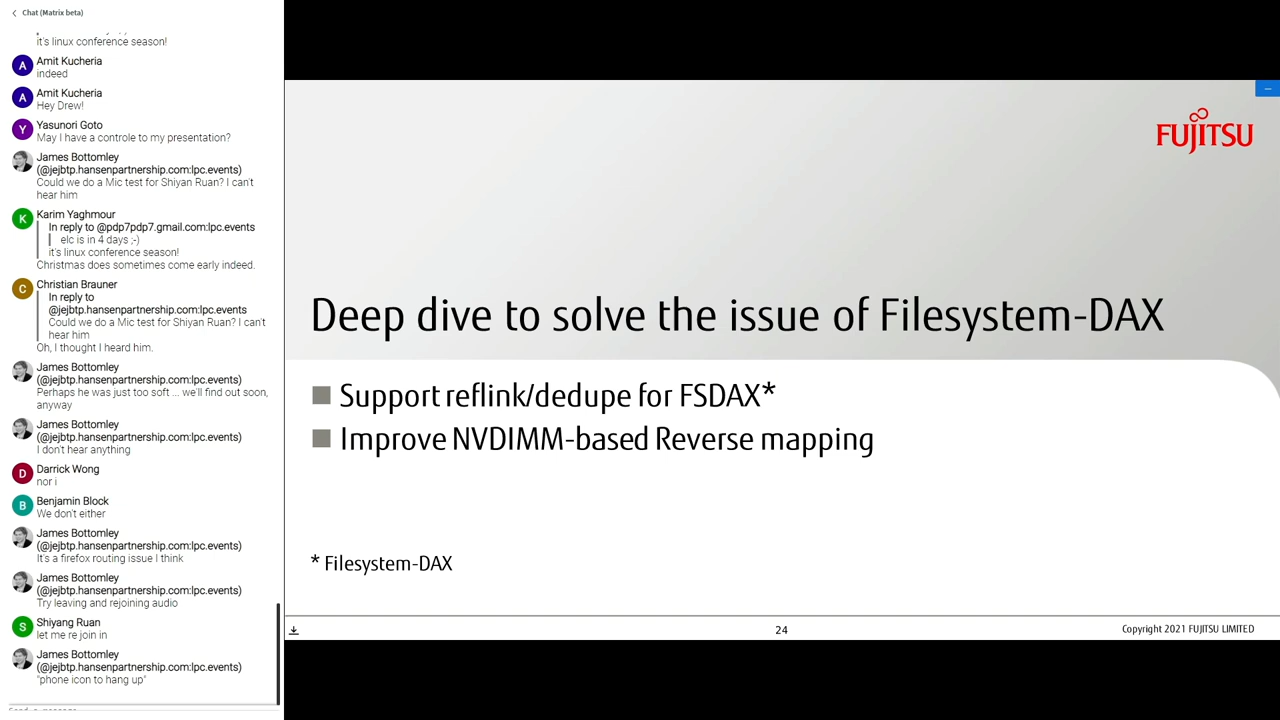 Chat (Matrix beta)
it's linux conference season!
Amit Kucheria
indeed
Amit Kucheria
Hey Drew!
Yasunori Goto
May I have a controle to my presentation?
James Bottomley
(@jejbtp.hansenpartnership.com:lpc.events)
Could we do a Mic test for Shiyan Ruan? I can't
hear him
Karim Yaghmour
In reply to @pdp7pdp7.gmail.com:lpc.events
elc is in 4 days ;-)
it's linux conference season!
Christmas does sometimes come early indeed.
Christian Brauner
In reply to
@jejbtp.hansenpartnership.com:lpc.events
Could we do a Mic test for Shiyan Ruan? I can't
hear him
Oh, I thought I heard him.
James Bottomley
(@jejbtp.hansenpartnership.com:lpc.events)
Perhaps he was just too soft ... we'll find out soon,
anyway
James Bottomley
(@jejbtp.hansenpartnership.com:lpc.events)
I don't hear anything
Darrick Wong
nor i
Benjamin Block
We don't either
James Bottomley
(@jejbtp.hansenpartnership.com:lpc.events)
It's a firefox routing issue I think
James Bottomley
(@jejbtp.hansenpartnership.com:lpc.events)
Try leaving and rejoining audio
Shiyang Ruan
let me re join in
James Bottomley
(@jejbtp.hansenpartnership.com:lpc.events)
"phone icon to hang up"
FUJITSU
Deep dive to solve the issue of Filesystem-DAX
Support reflink/dedupe for FSDAX*
Improve NVDIMM-based Reverse mapping
* Filesystem-DAX
24
Copyright 2021 FUJITSU LIMITED